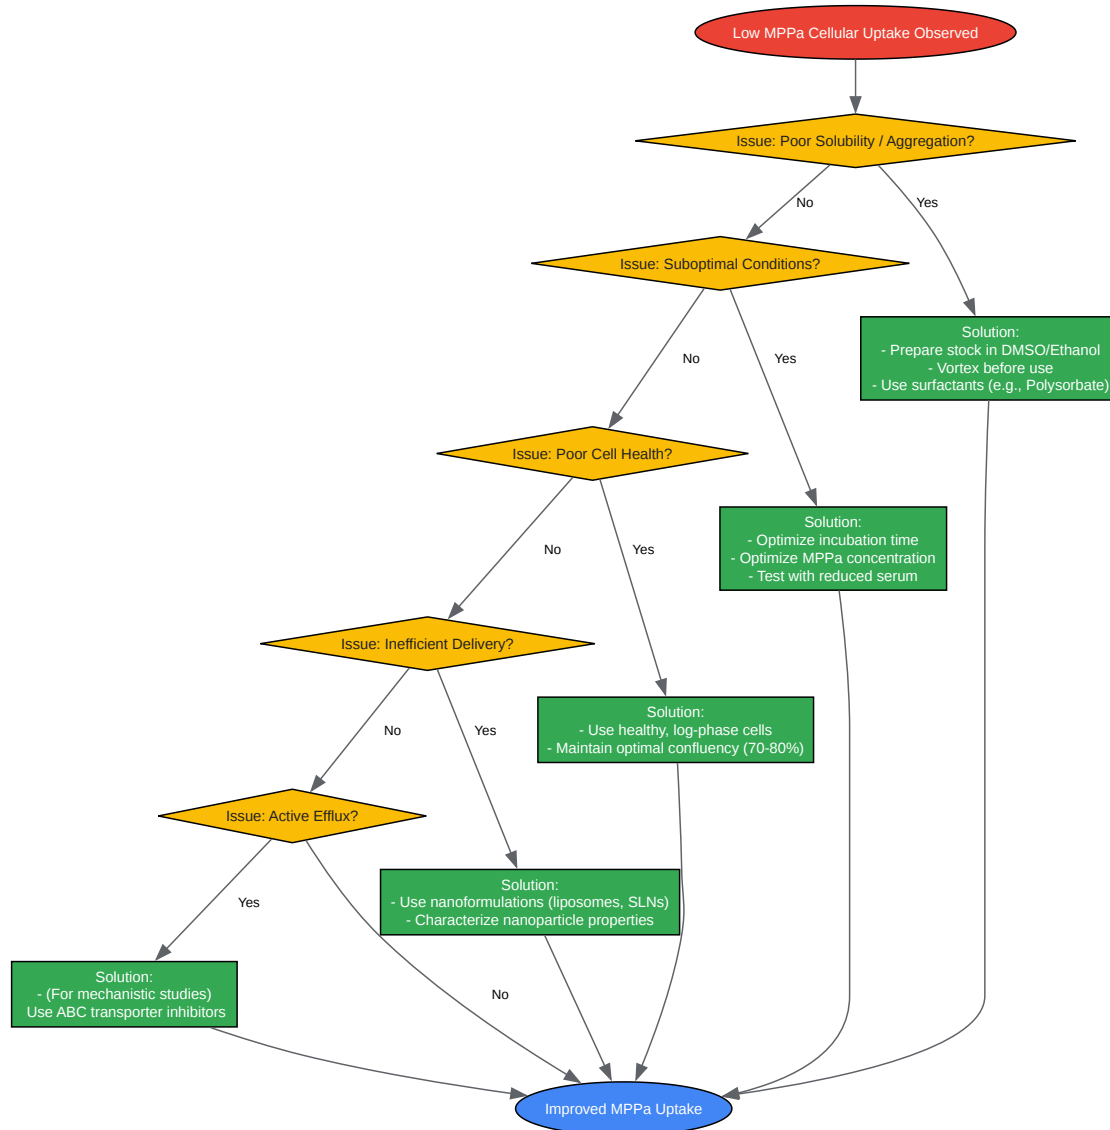 Low MPPa Cellular Uptake Observed
Issue: Poor Solubility / Aggregation?
No
Yes
Issue: Suboptimal Conditions?
Solution:
- Prepare stock in DMSO/Ethanol
- Vortex before use
- Use surfactants (e.g., Polysorbate)
No
Yes
Issue: Poor Cell Health?
Solution:
- Optimize incubation time
- Optimize MPPa concentration
- Test with reduced serum
No
Yes
Issue: Inefficient Delivery?
Solution:
- Use healthy, log-phase cells
- Maintain optimal confluency (70-80%)
No
Yes
Issue: Active Efflux?
Solution:
- Use nanoformulations (liposomes, SLNs)
- Characterize nanoparticle properties
Yes
No
Solution:
- (For mechanistic studies)
Use ABC transporter inhibitors
Improved MPPa Uptake